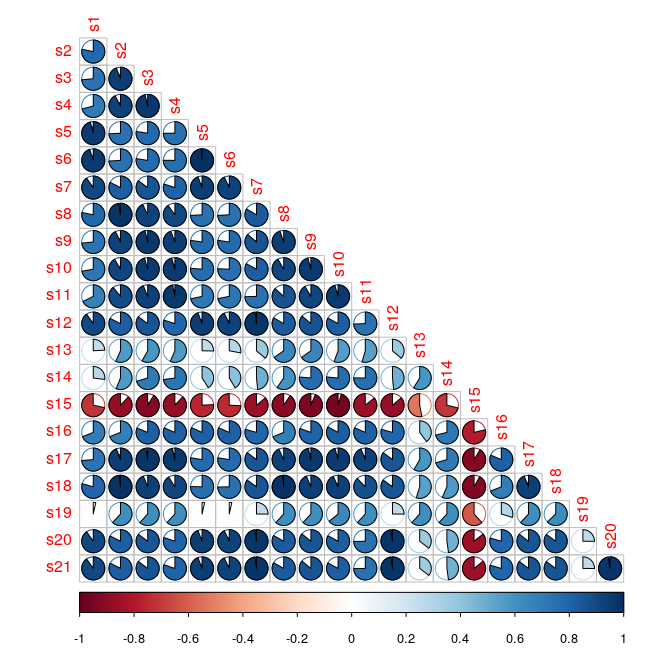 s1
s2 s2
s3 s3
s4 s4
s5 s5
s6 s6
s7 s7
s8 s8
s9 s9
s10 s10
s11 s11
s12 s12
s13 s13
s14 s14
s15 s15
s16 s16
s17 s17
s18 s18
s19 s19
s20 s20
s21
-1 -0.8 -0.6 -0.4 -0.2 0 0.2 0.4 0.6 0.8 1